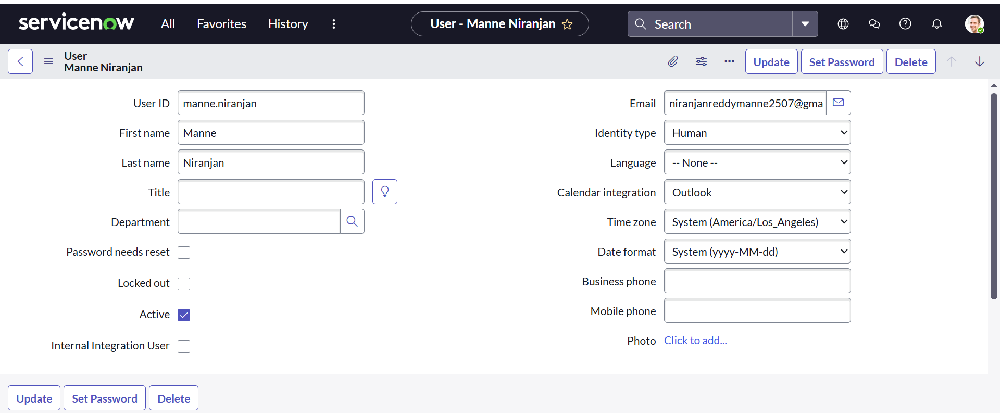 servicenow All Favorites History User - Manne Niranjan Search
User
Manne Niranjan
Update Set Password Delete
User ID manne.niranjan
First name Manne
Last name Niranjan
Title
Department
Password needs reset
Locked out
Active
Internal Integration User
Email niranjanreddymanne2507@gma
Identity type Human
Language -- None --
Calendar integration Outlook
Time zone System (America/Los_Angeles)
Date format System (yyyy-MM-dd)
Business phone
Mobile phone
Photo Click to add...
Update Set Password Delete